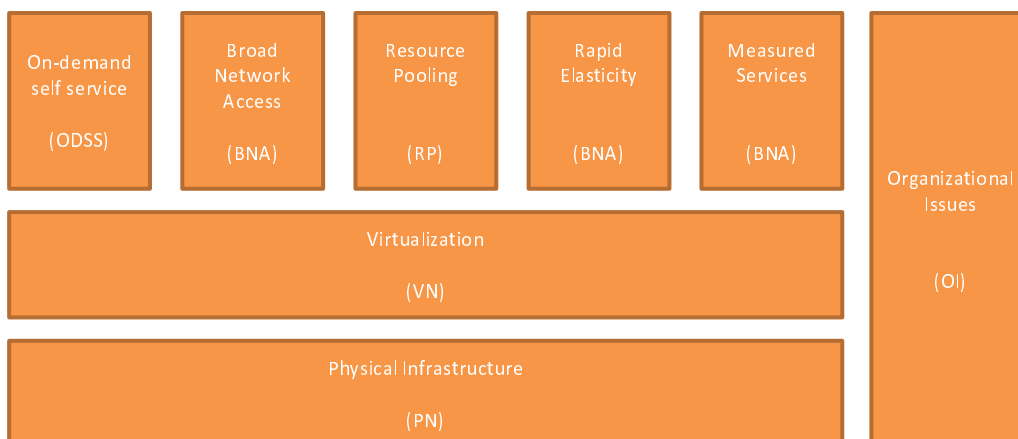 On-demand
self service
(ODSS)
Broad
Network
Access
(BNA)
Resource
Pooling
(RP)
Rapid
Elasticity
(BNA)
Measured
Services
(BNA)
Organizational
Issues
(OI)
Virtualization
(VN)
Physical Infrastructure
(PN)